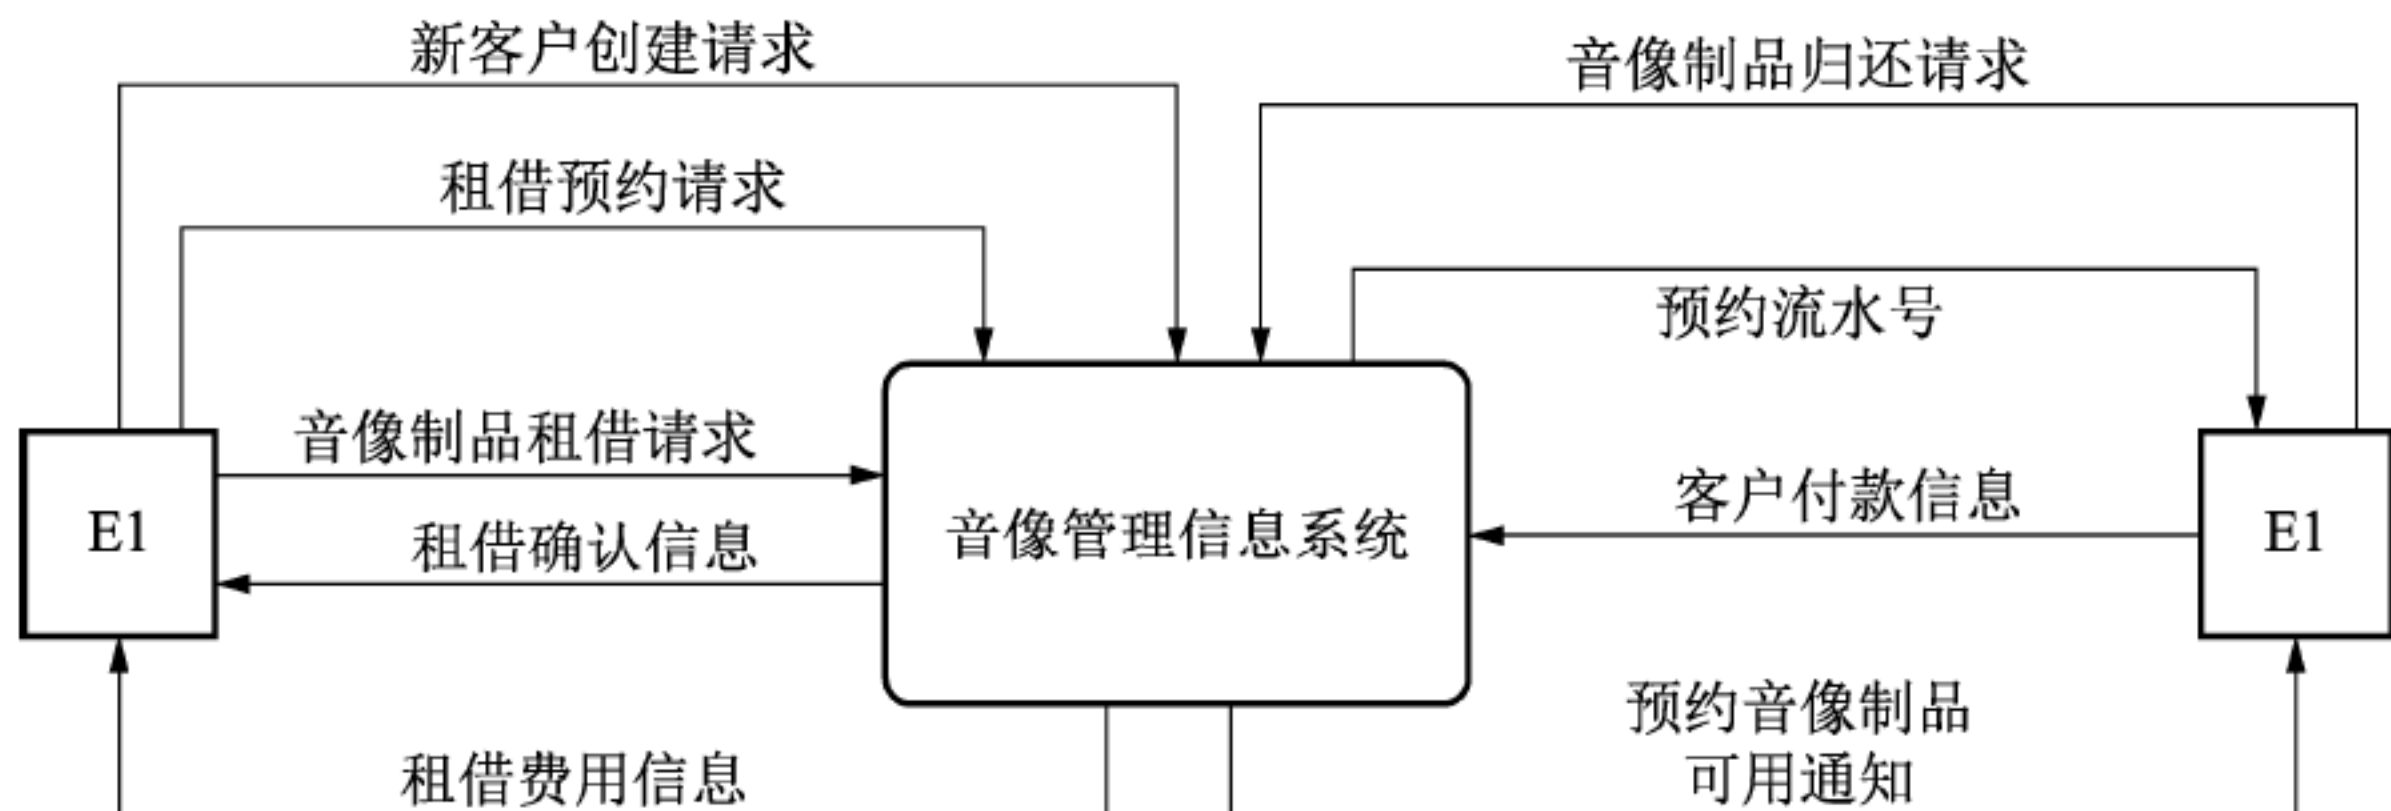 新客户创建请求
音像制品归还请求
租借预约请求
预约流水号
音像制品租借请求
客户付款信息
E1
租借确认信息
音像管理信息系统
E1
预约音像制品
可用通知
租借费用信息